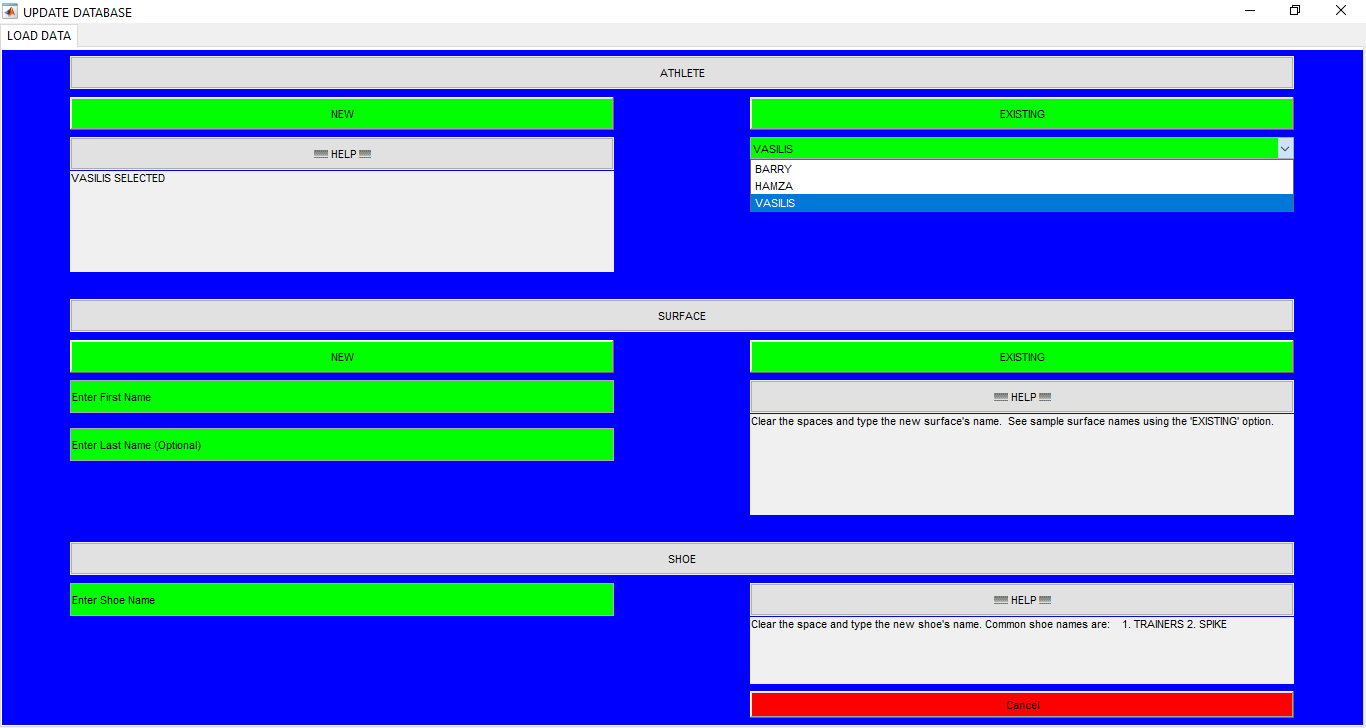 UPDATE DATABASE
LOAD DATA
ATHLETE
NEW
EXISTING
HELP
VASILIS
VASILIS SELECTED
BARRY
HAMZA
VASILIS
SURFACE
NEW
EXISTING
Enter First Name
HELP
Clear the spaces and type the new surface's name.  See sample surface names using the 'EXISTING' option.
Enter Last Name (Optional)
SHOE
Enter Shoe Name
HELP
Clear the space and type the new shoe's name. Common shoe names are:    1. TRAINERS 2. SPIKE
Cancel